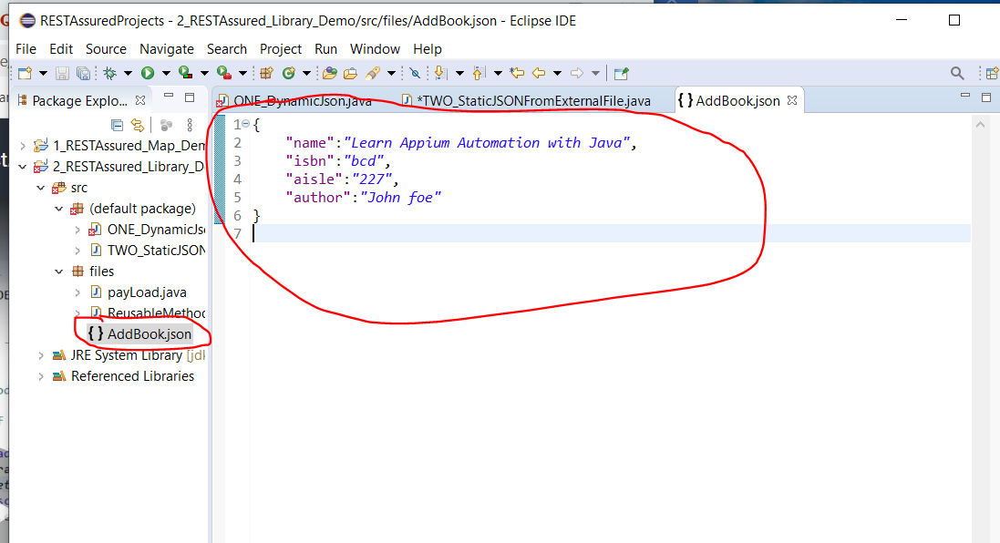 RESTAssuredProjects - 2_RESTAssured_Library_Demo/src/files/AddBook.json - Eclipse IDE
File Edit Source Navigate Search Project Run Window Help
Package Explo...
ONE_DynamicJson.java
*TWO_StaticJSONFromExternalFile.java
{ } AddBook.json
1_RESTAssured_Map_Dem
2_RESTAssured_Library_D
src
(default package)
ONE_DynamicJs
TWO_StaticJSON
files
payLoad.java
ReusableMethod
{ } AddBook.json
JRE System Library [jd
Referenced Libraries
1 {
2 "name":"Learn Appium Automation with Java",
3 "isbn":"bcd",
4 "aisle":"227",
5 "author":"John foe"
6 }
7